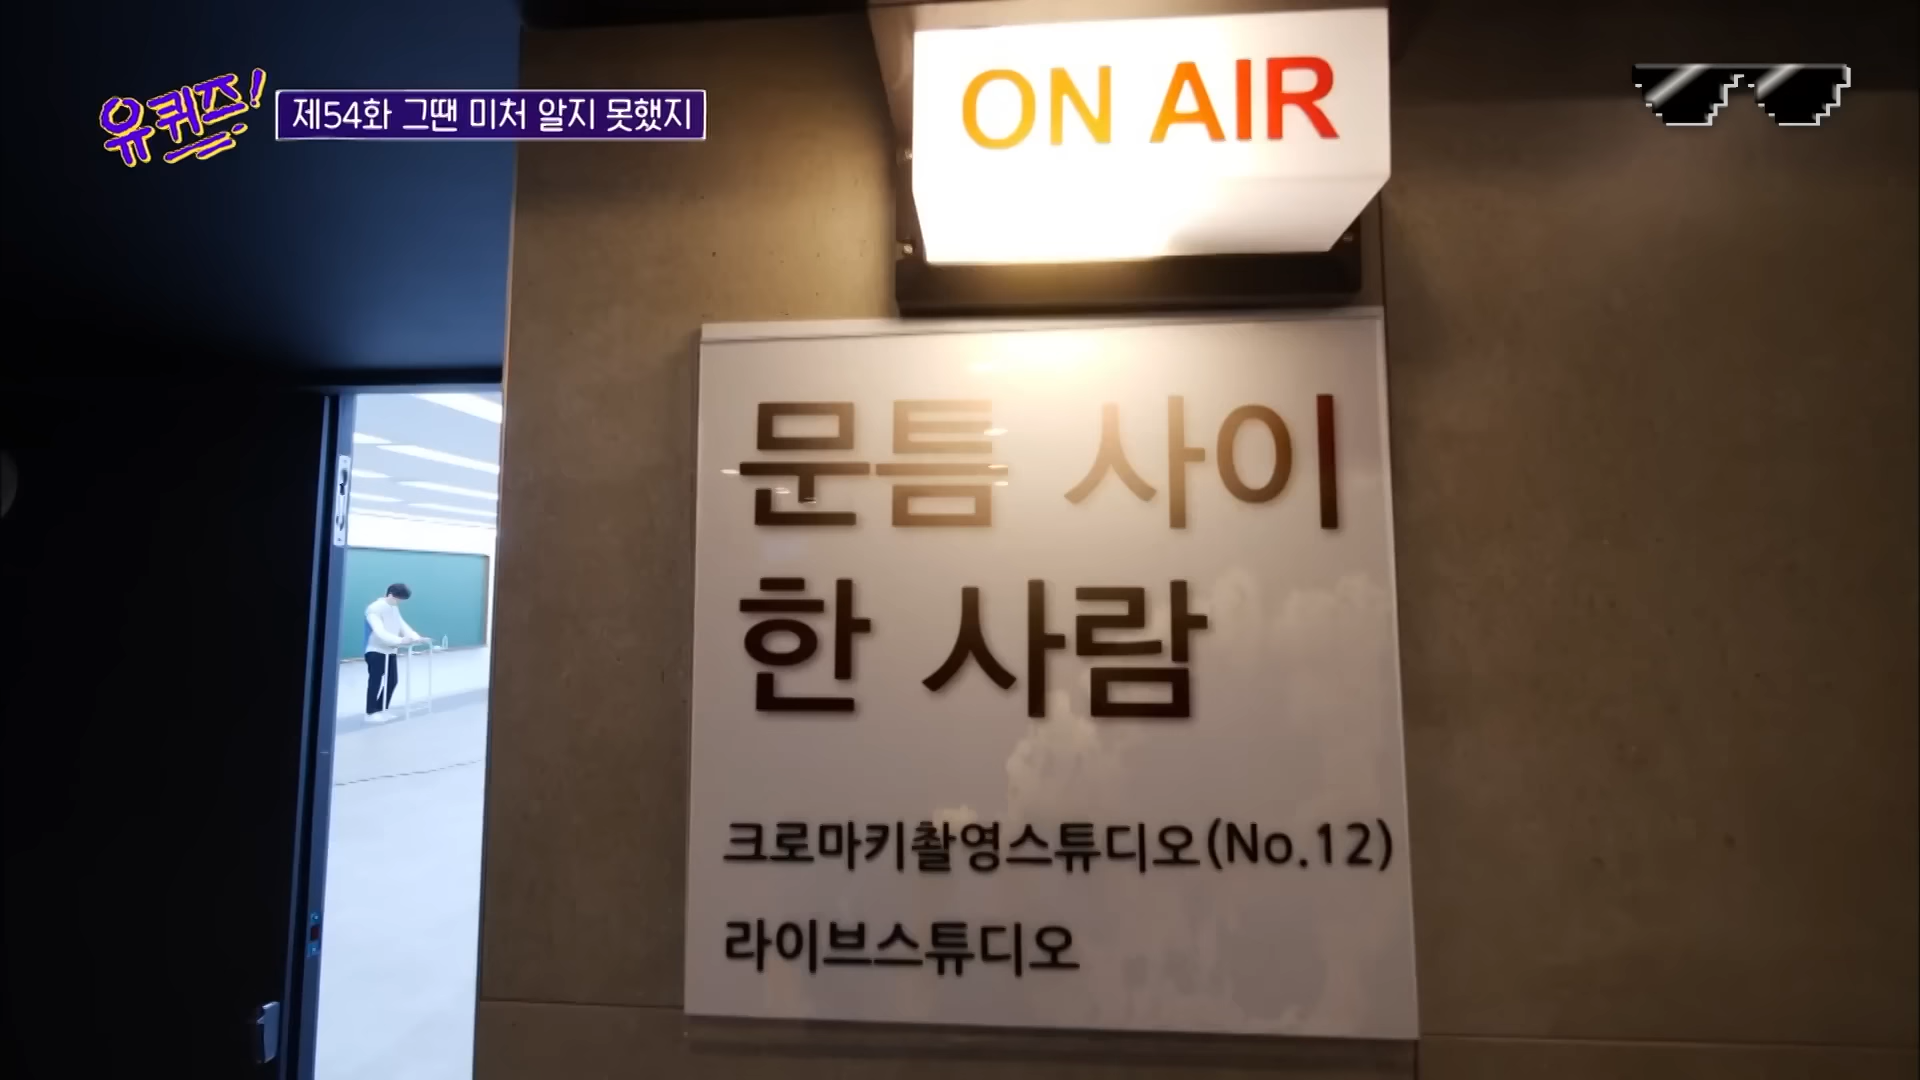 유퀴즈!
제54화 그땐 미처 알지 못했지
ON AIR
문틈 사이
한 사람
크로마키촬영스튜디오(No.12)
라이브스튜디오